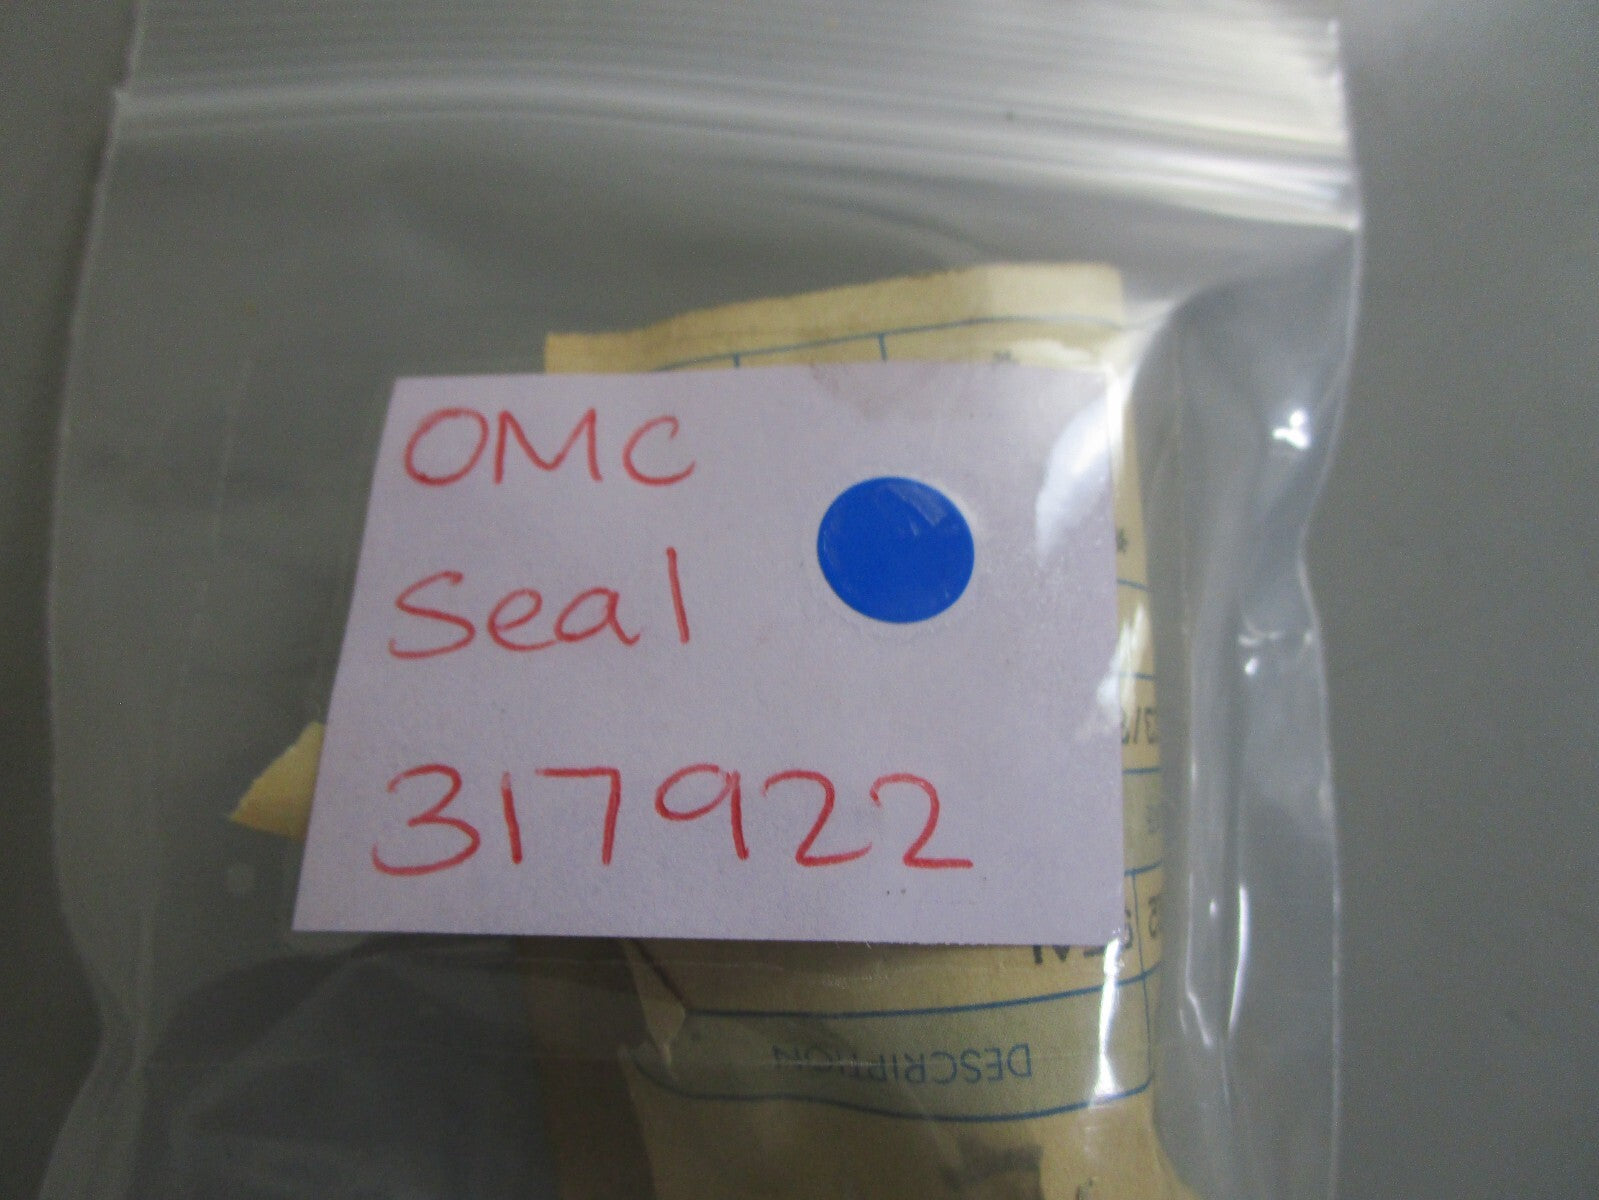 OMC
Seal
317922
DESCRIPTION